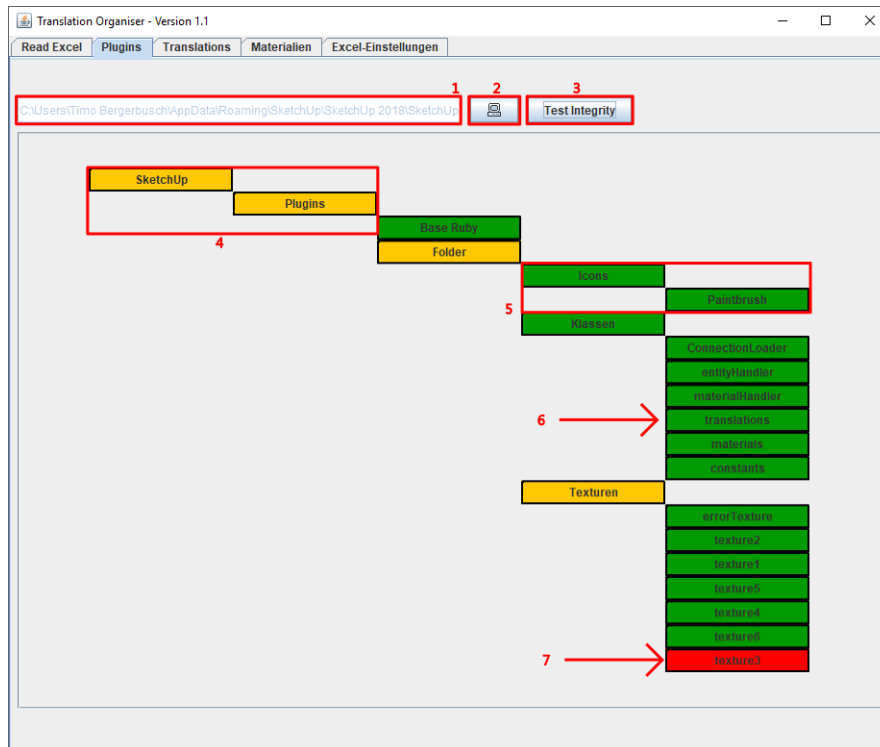 Translation Organiser - Version 1.1
Read Excel Plugins Translations Materialien Excel-Einstellungen
1 2 3
C:\Users\Timo Bergerbusch\AppData\Roaming\SketchUp\SketchUp 2018\SketchUp Test Integrity
SketchUp
Plugins
Base Ruby
4
Folder
Icons
Paintbrush
5
Klassen
ConnectionLoader
entityHandler
materialHandler
6 translations
materials
constants
Texturen
errorTexture
texture2
texture1
texture5
texture4
texture6
7 texture3